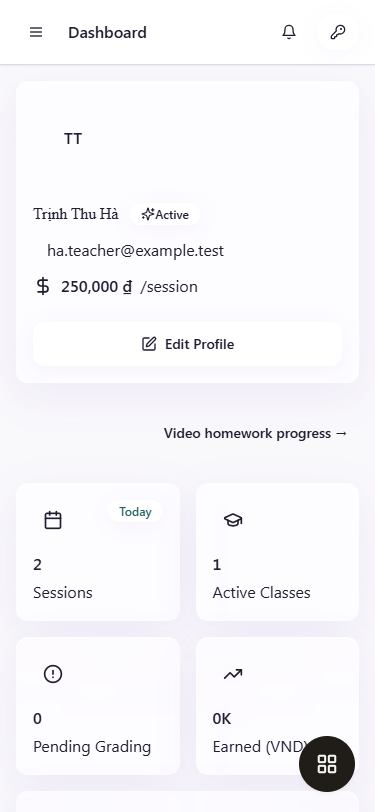 Dashboard
TT
Trịnh Thu Hà
Active
ha.teacher@example.test
250,000 ₫ /session
Edit Profile
Video homework progress →
Today
2
Sessions
1
Active Classes
0
Pending Grading
0K
Earned (VND)